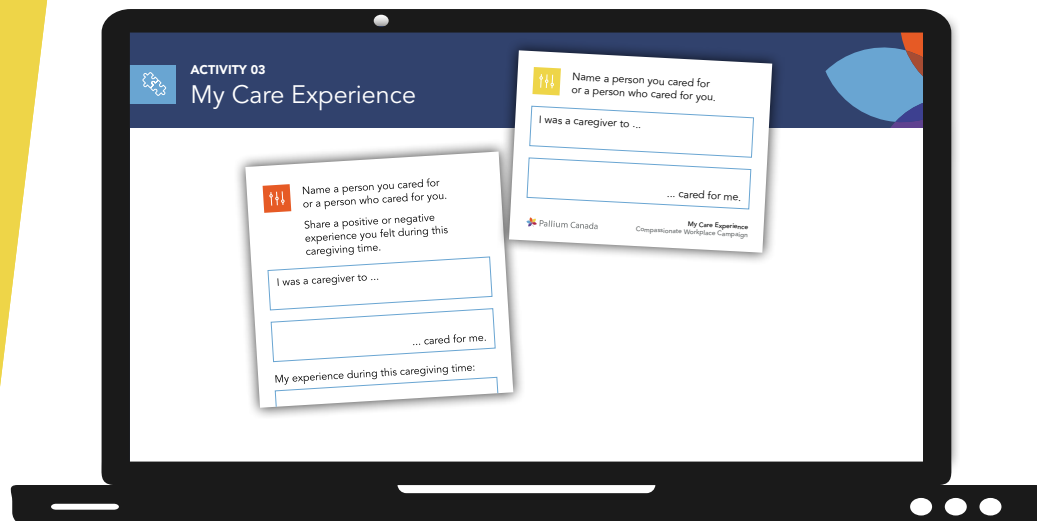 ACTIVITY 03
My Care Experience
Name a person you cared for
or a person who cared for you.
I was a caregiver to ...
... cared for me.
Pallium Canada
My Care Experience
Compassionate Workplace Campaign
Name a person you cared for
or a person who cared for you.
Share a positive or negative
experience you felt during this
caregiving time.
I was a caregiver to ...
... cared for me.
My experience during this caregiving time: